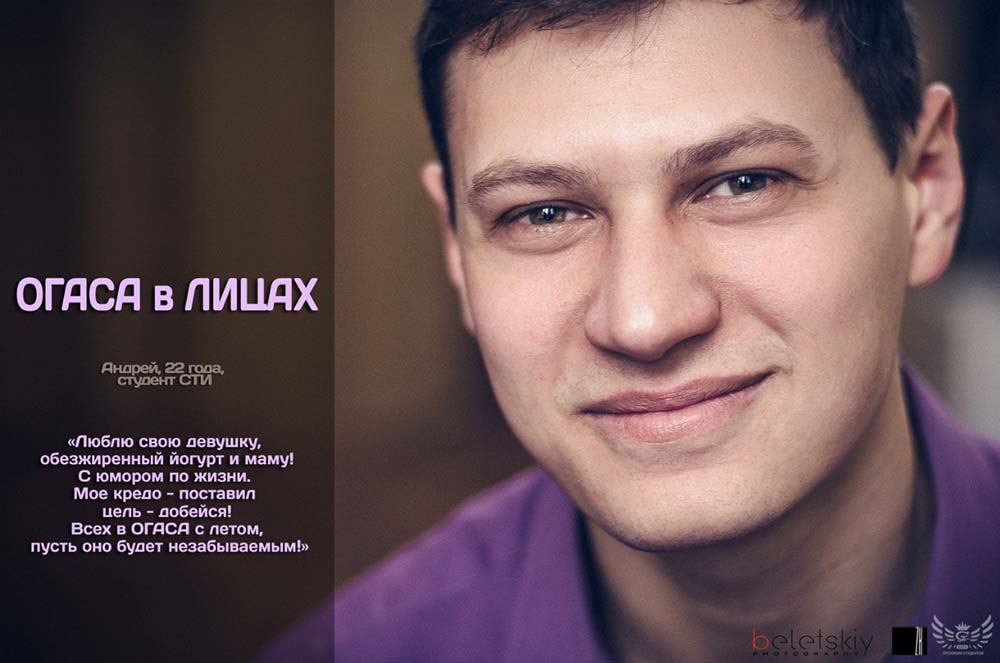 ОГАСА в ЛИЦАХ
Андрей, 22 года,
студент СТИ
«Люблю свою девушку,
обезжиренный йогурт и маму!
С юмором по жизни.
Мое кредо - поставил
цель - добейся!
Всех в ОГАСА с летом,
пусть оно будет незабываемым!»
beletskiy
PHOTOGRAPHY